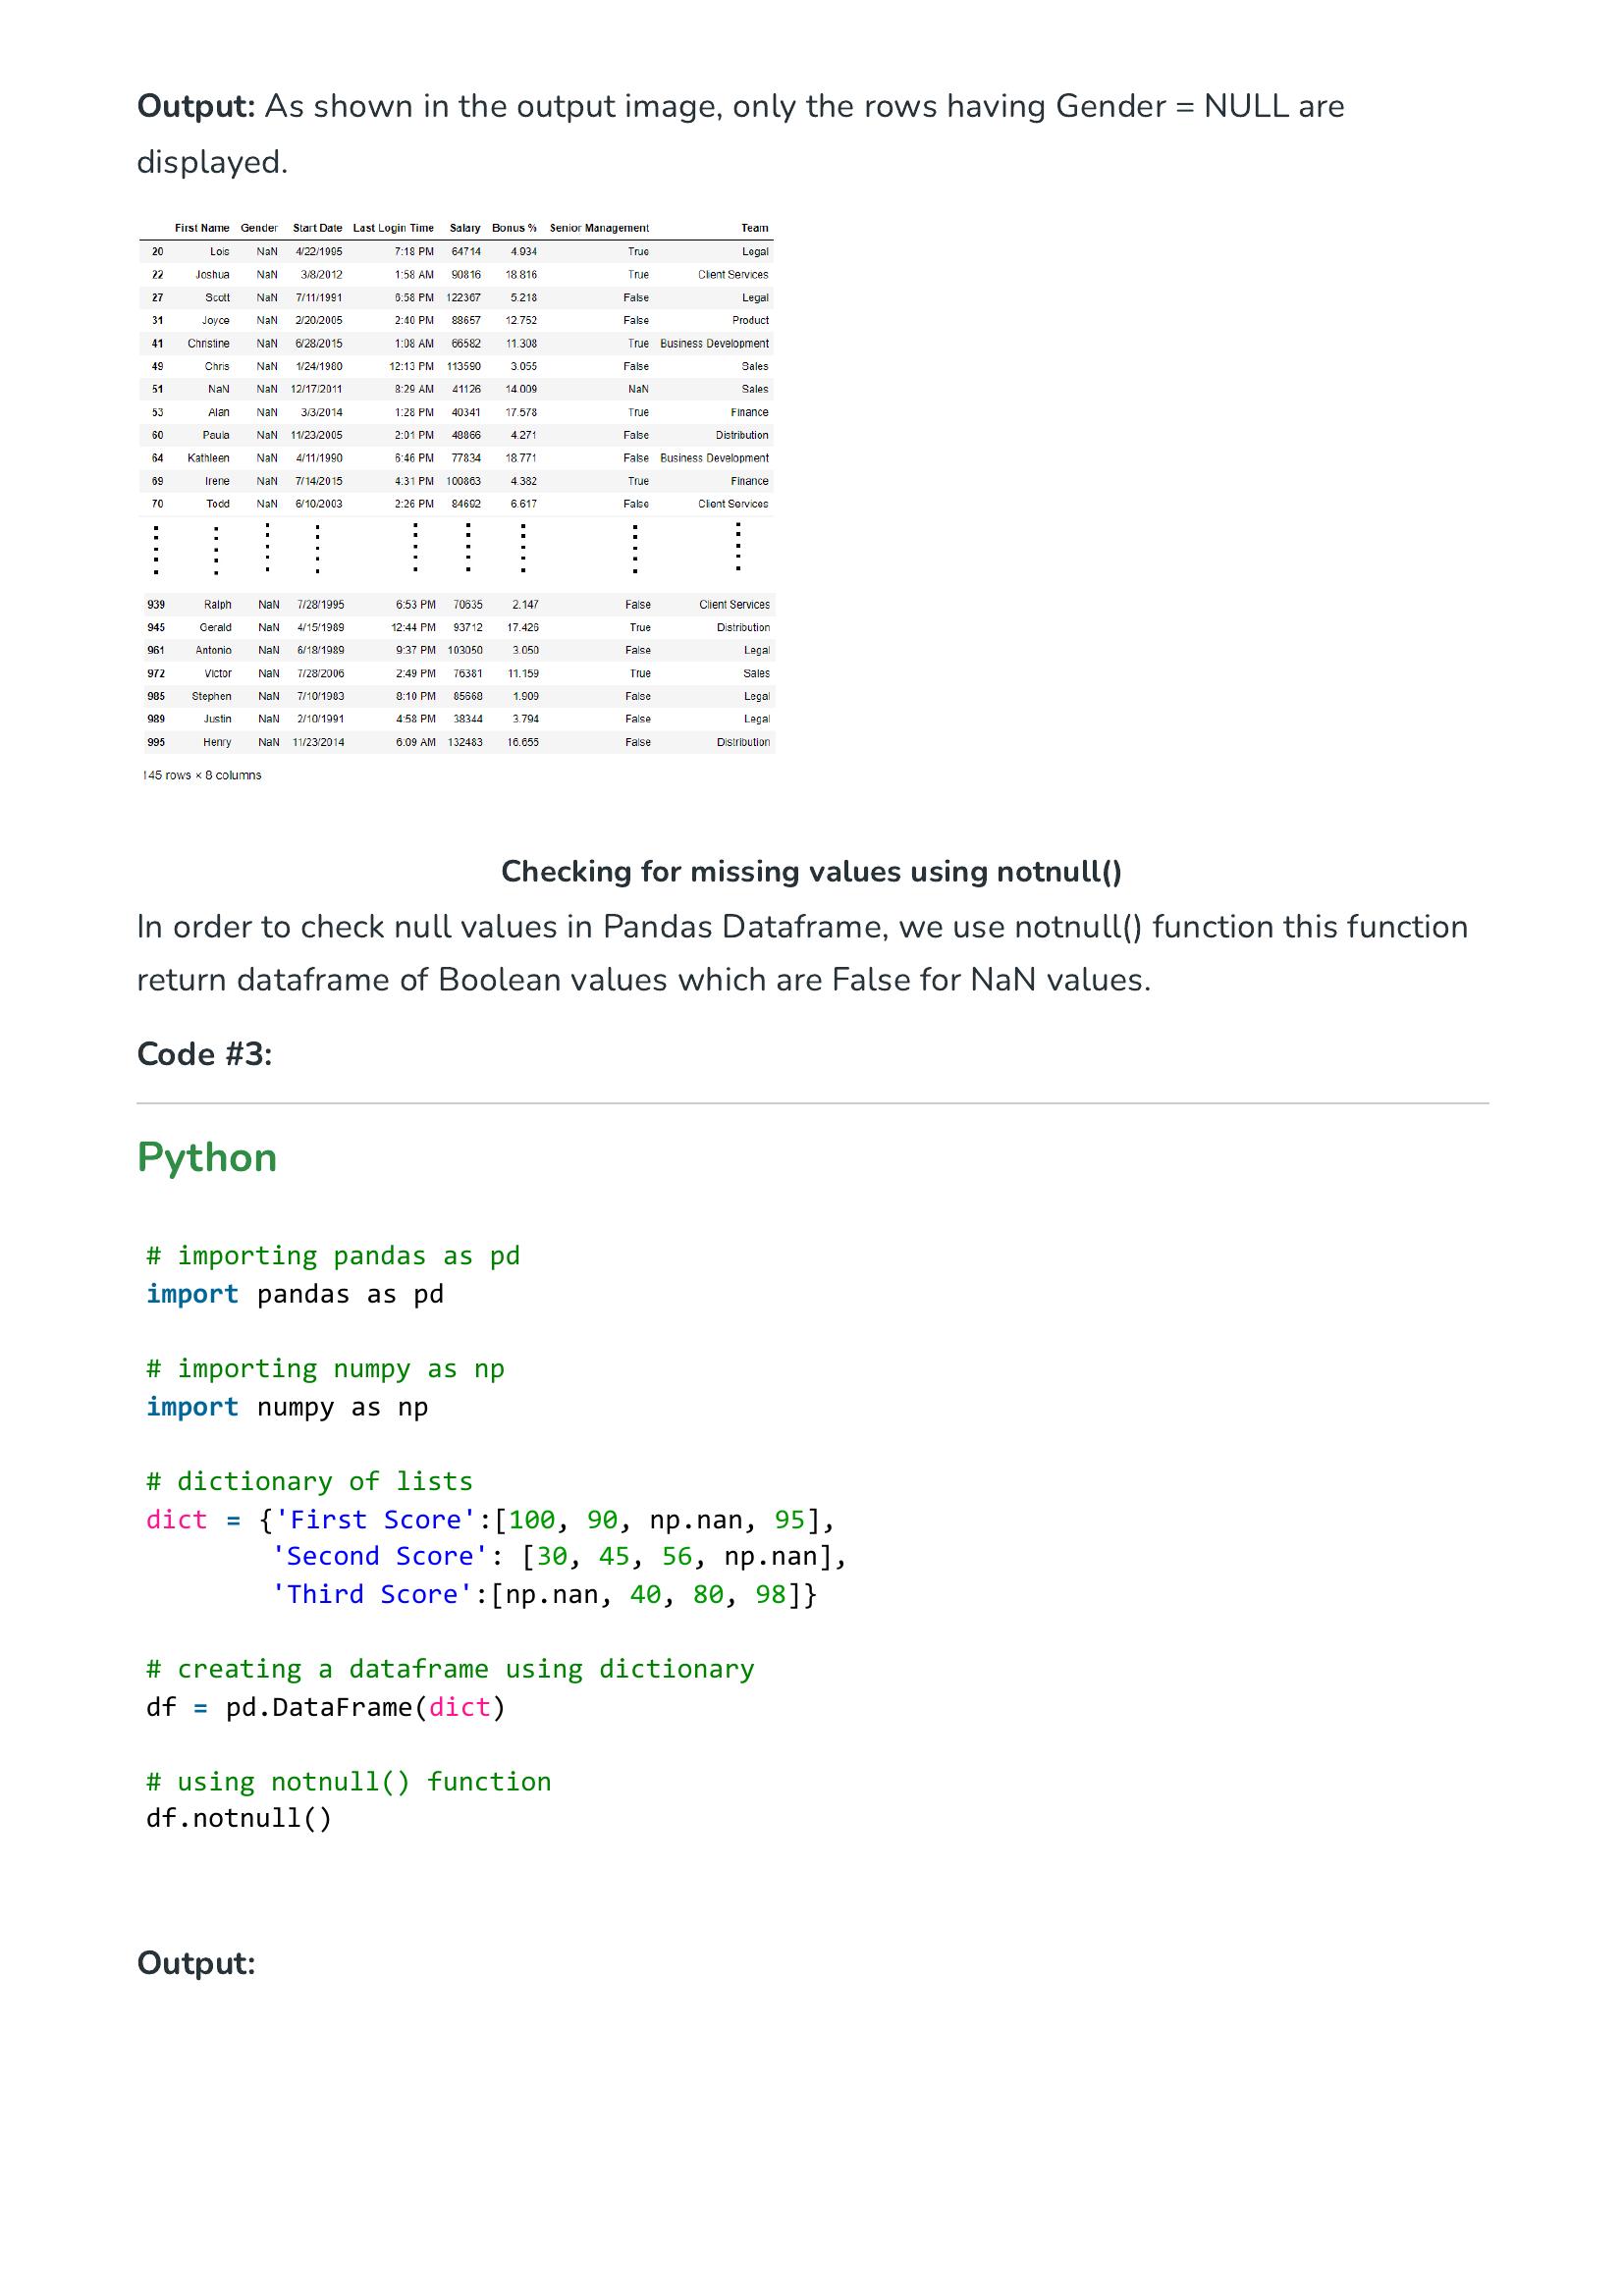 Output: As shown in the output image, only the rows having Gender = NULL are
displayed.
First Name Gender Start Date Last Login Time Salary Bonus % Senior Management Team
20 Lois NaN 4/22/1995 7:18 PM 64714 4.934 True Legal
22 Joshua NaN 3/8/2012 1:58 AM 90816 18.816 True Client Services
27 Scott NaN 7/11/1991 6:58 PM 122367 5.218 False Legal
31 Joyce NaN 2/20/2005 2:40 PM 88657 12.752 False Product
41 Christine NaN 6/28/2015 1:08 AM 66582 11.308 True Business Development
49 Chris NaN 1/24/1980 12:13 PM 113590 3.055 False Sales
51 NaN NaN 12/17/2011 8:29 AM 41126 14.009 NaN Sales
53 Alan NaN 3/3/2014 1:28 PM 40341 17.578 True Finance
60 Paula NaN 11/23/2005 2:01 PM 48866 4.271 False Distribution
64 Kathleen NaN 4/11/1990 6:46 PM 77834 18.771 False Business Development
69 Irene NaN 7/14/2015 4:31 PM 100863 4.382 True Finance
70 Todd NaN 6/10/2003 2:26 PM 84692 6.617 False Client Services
939 Ralph NaN 7/28/1995 6:53 PM 70635 2.147 False Client Services
945 Gerald NaN 4/15/1989 12:44 PM 93712 17.426 True Distribution
961 Antonio NaN 6/18/1989 9:37 PM 103050 3.050 False Legal
972 Victor NaN 7/28/2006 2:49 PM 76381 11.159 True Sales
985 Stephen NaN 7/10/1983 8:10 PM 85668 1.909 False Legal
989 Justin NaN 2/10/1991 4:58 PM 38344 3.794 False Legal
995 Henry NaN 11/23/2014 6:09 AM 132483 16.655 False Distribution
145 rows × 8 columns
Checking for missing values using notnull()
In order to check null values in Pandas Dataframe, we use notnull() function this function
return dataframe of Boolean values which are False for NaN values.
Code #3:
Python
# importing pandas as pd
import pandas as pd
# importing numpy as np
import numpy as np
# dictionary of lists
dict = {'First Score':[100, 90, np.nan, 95],
'Second Score': [30, 45, 56, np.nan],
'Third Score':[np.nan, 40, 80, 98]}
# creating a dataframe using dictionary
df = pd.DataFrame(dict)
# using notnull() function
df.notnull()
Output: